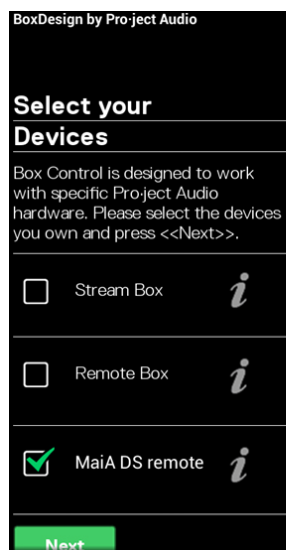 BoxDesign by Pro·ject Audio
Select your
Devices
Box Control is designed to work
with specific Pro·ject Audio
hardware. Please select the devices
you own and press <<Next>>.
Stream Box
Remote Box
MaiA DS remote
Next